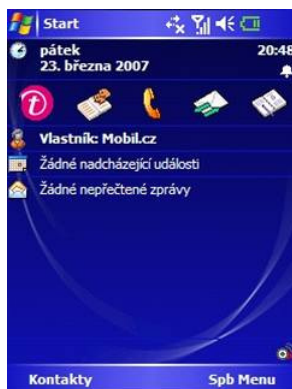 Start
pátek 20:48
23. března 2007
Vlastník: Mobil.cz
Žádné nadcházející události
Žádné nepřečtené zprávy
Kontakty Spb Menu